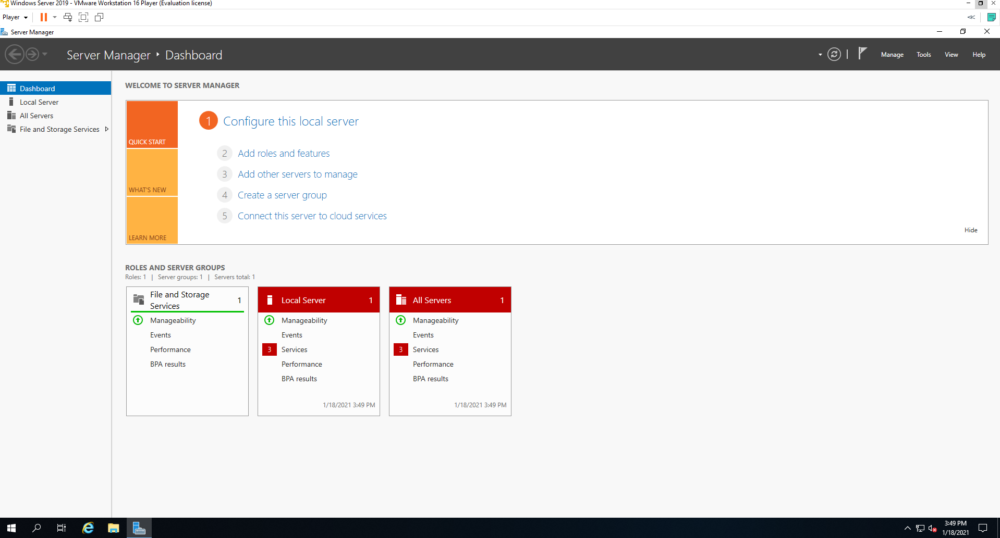 Windows Server 2019 - VMware Workstation 16 Player (Evaluation license)
Player
Server Manager
Server Manager Dashboard
Manage Tools View Help
Dashboard
Local Server
All Servers
File and Storage Services
WELCOME TO SERVER MANAGER
QUICK START
WHAT'S NEW
LEARN MORE
1 Configure this local server
2 Add roles and features
3 Add other servers to manage
4 Create a server group
5 Connect this server to cloud services
Hide
ROLES AND SERVER GROUPS
Roles: 1 | Server groups: 1 | Servers total: 1
File and Storage
Services
1
Manageability
Events
Performance
BPA results
Local Server 1
Manageability
Events
3 Services
Performance
BPA results
1/18/2021 3:49 PM
All Servers 1
Manageability
Events
3 Services
Performance
BPA results
1/18/2021 3:49 PM
3:49 PM
1/18/2021